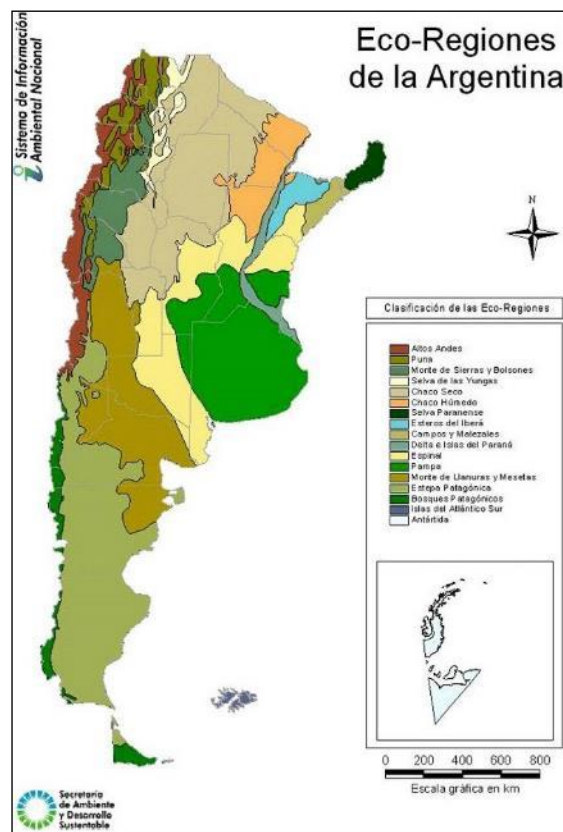 Sistema de Información
Ambiental Nacional
Eco-Regiones
de la Argentina
N
Clasificación de las Eco-Regiones
Altos Andes
Puna
Monte de Sierras y Bolsones
Selva de las Yungas
Chaco Seco
Chaco Húmedo
Selva Paranense
Esteros del Iberá
Campos y Malezales
Delta e Islas del Paraná
Espinal
Pampa
Monte de Llanuras y Mesetas
Estepa Patagónica
Bosques Patagónicos
Islas del Atlántico Sur
Antártida
0 200 400 600 800
Escala gráfica en km
Secretaría
de Ambiente
y Desarrollo
Sustentable